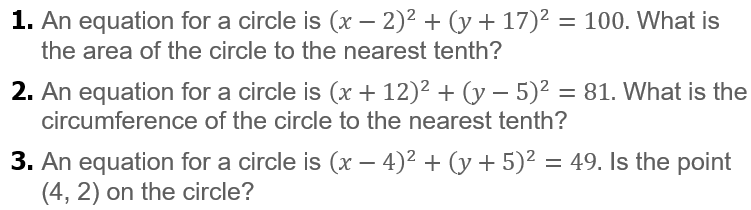 1. An equation for a circle is (x − 2)² + (y + 17)² = 100. What is
the area of the circle to the nearest tenth?
2. An equation for a circle is (x + 12)² + (y − 5)² = 81. What is the
circumference of the circle to the nearest tenth?
3. An equation for a circle is (x − 4)² + (y + 5)² = 49. Is the point
(4, 2) on the circle?